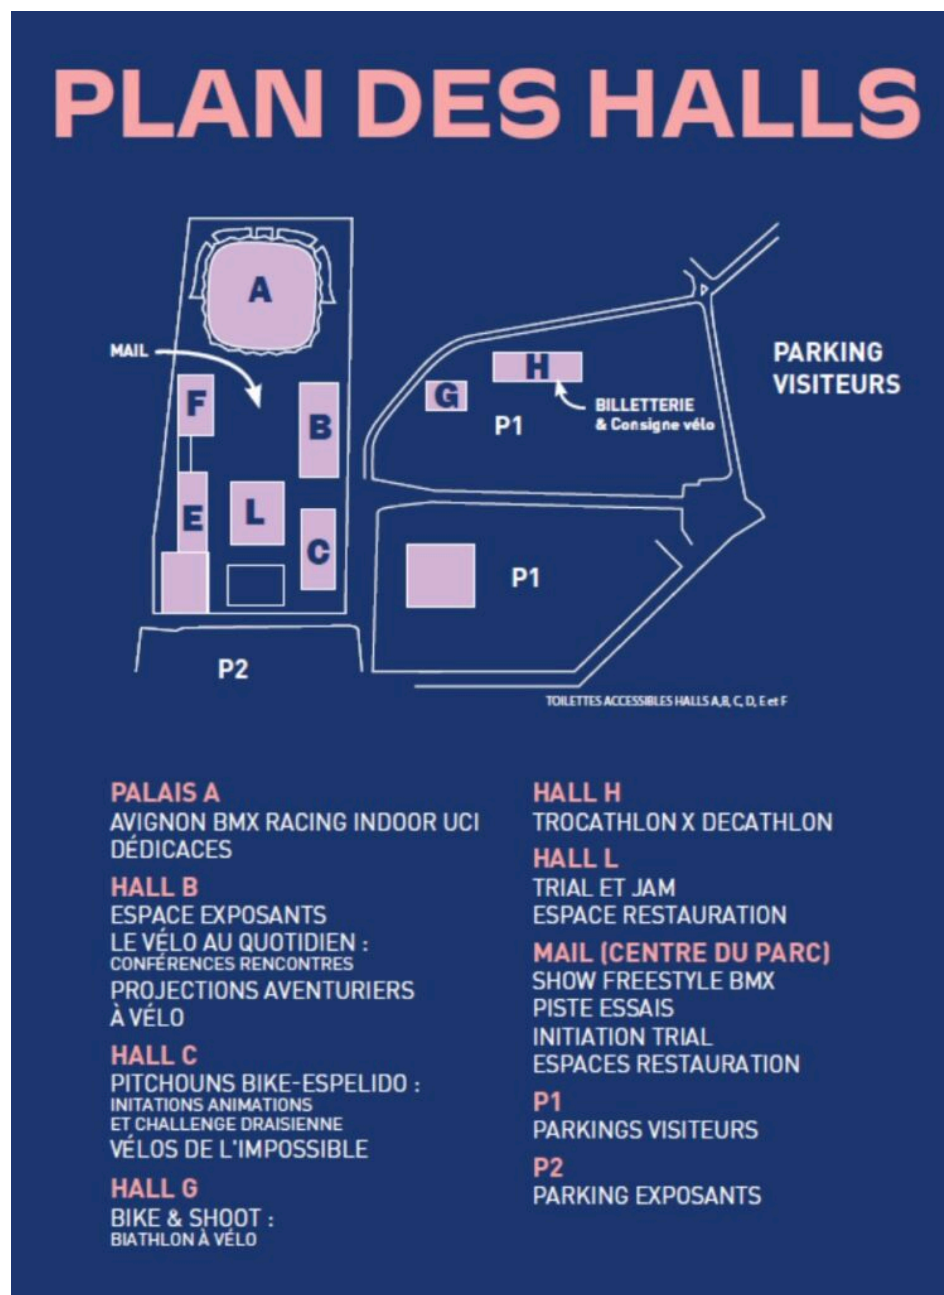 PLAN DES HALLS
A
MAIL
F
B
E
L
C
P2
G
H
BILLETTERIE
& Consigne vélo
P1
PARKING
VISITEURS
P1
TOILETTES ACCESSIBLES HALLS A,B, C, D, E et F
PALAIS A
AVIGNON BMX RACING INDOOR UCI
DÉDICACES
HALL B
ESPACE EXPOSANTS
LE VÉLO AU QUOTIDIEN :
CONFÉRENCES RENCONTRES
PROJECTIONS AVENTURIERS
À VÉLO
HALL C
PITCHOUNS BIKE-ESPELIDO :
INITATIONS ANIMATIONS
ET CHALLENGE DRAISIENNE
VÉLOS DE L'IMPOSSIBLE
HALL G
BIKE & SHOOT :
BIATHLON À VÉLO
HALL H
TROCATHLON X DECATHLON
HALL L
TRIAL ET JAM
ESPACE RESTAURATION
MAIL (CENTRE DU PARC)
SHOW FREESTYLE BMX
PISTE ESSAIS
INITIATION TRIAL
ESPACES RESTAURATION
P1
PARKINGS VISITEURS
P2
PARKING EXPOSANTS